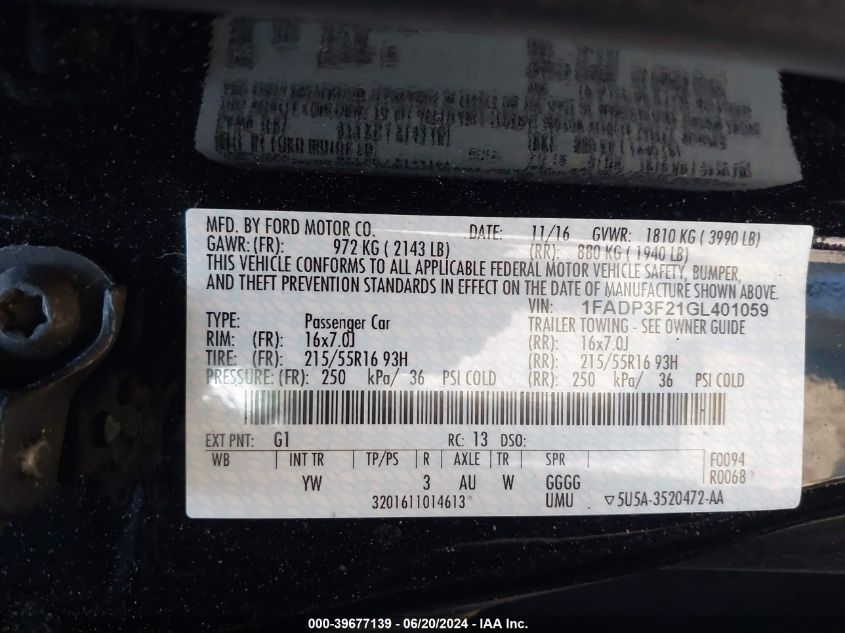 MFD. BY FORD MOTOR CO. DATE: 11/16 GVWR: 1810 KG ( 3990 LB)
GAWR: (FR): 972 KG ( 2143 LB) (RR): 880 KG ( 1940 LB)
THIS VEHICLE CONFORMS TO ALL APPLICABLE FEDERAL MOTOR VEHICLE SAFETY, BUMPER,
AND THEFT PREVENTION STANDARDS IN EFFECT ON THE DATE OF MANUFACTURE SHOWN ABOVE.
VIN: 1FADP3F21GL401059
TYPE: Passenger Car TRAILER TOWING - SEE OWNER GUIDE
RIM: (FR): 16x7.0J (RR): 16x7.0J
TIRE: (FR): 215/55R16 93H (RR): 215/55R16 93H
PRESSURE: (FR): 250 kPa/ 36 PSI COLD (RR): 250 kPa/ 36 PSI COLD
EXT PNT: G1 RC: 13 DSO:
WB INT TR TP/PS R AXLE TR SPR F0094
R0068
YW 3 AU W GGGG
3201611014613 UMU ▽5U5A-3520472-AA
000-39677139 - 06/20/2024 - IAA Inc.